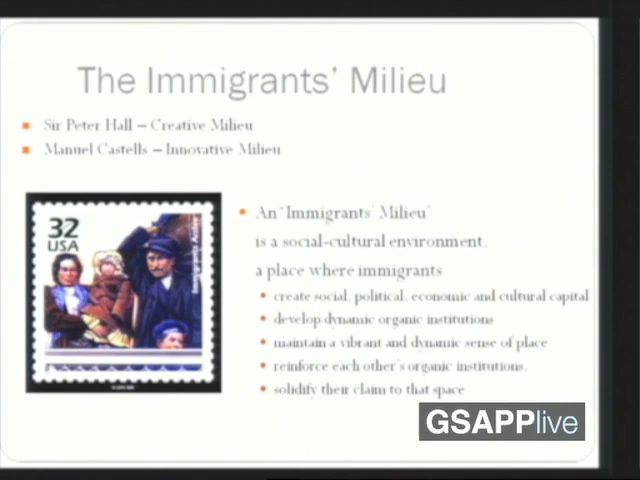 The Immigrants' Milieu
Sir Peter Hall – Creative Milieu
Manuel Castells – Innovative Milieu
32
USA
Immigrants Arrive
An "Immigrants' Milieu"
is a social-cultural environment.
a place where immigrants
create social, political, economic and cultural capital
develop dynamic organic institutions
maintain a vibrant and dynamic sense of place
reinforce each other's organic institutions.
solidify their claim to that space
GSAPPlive